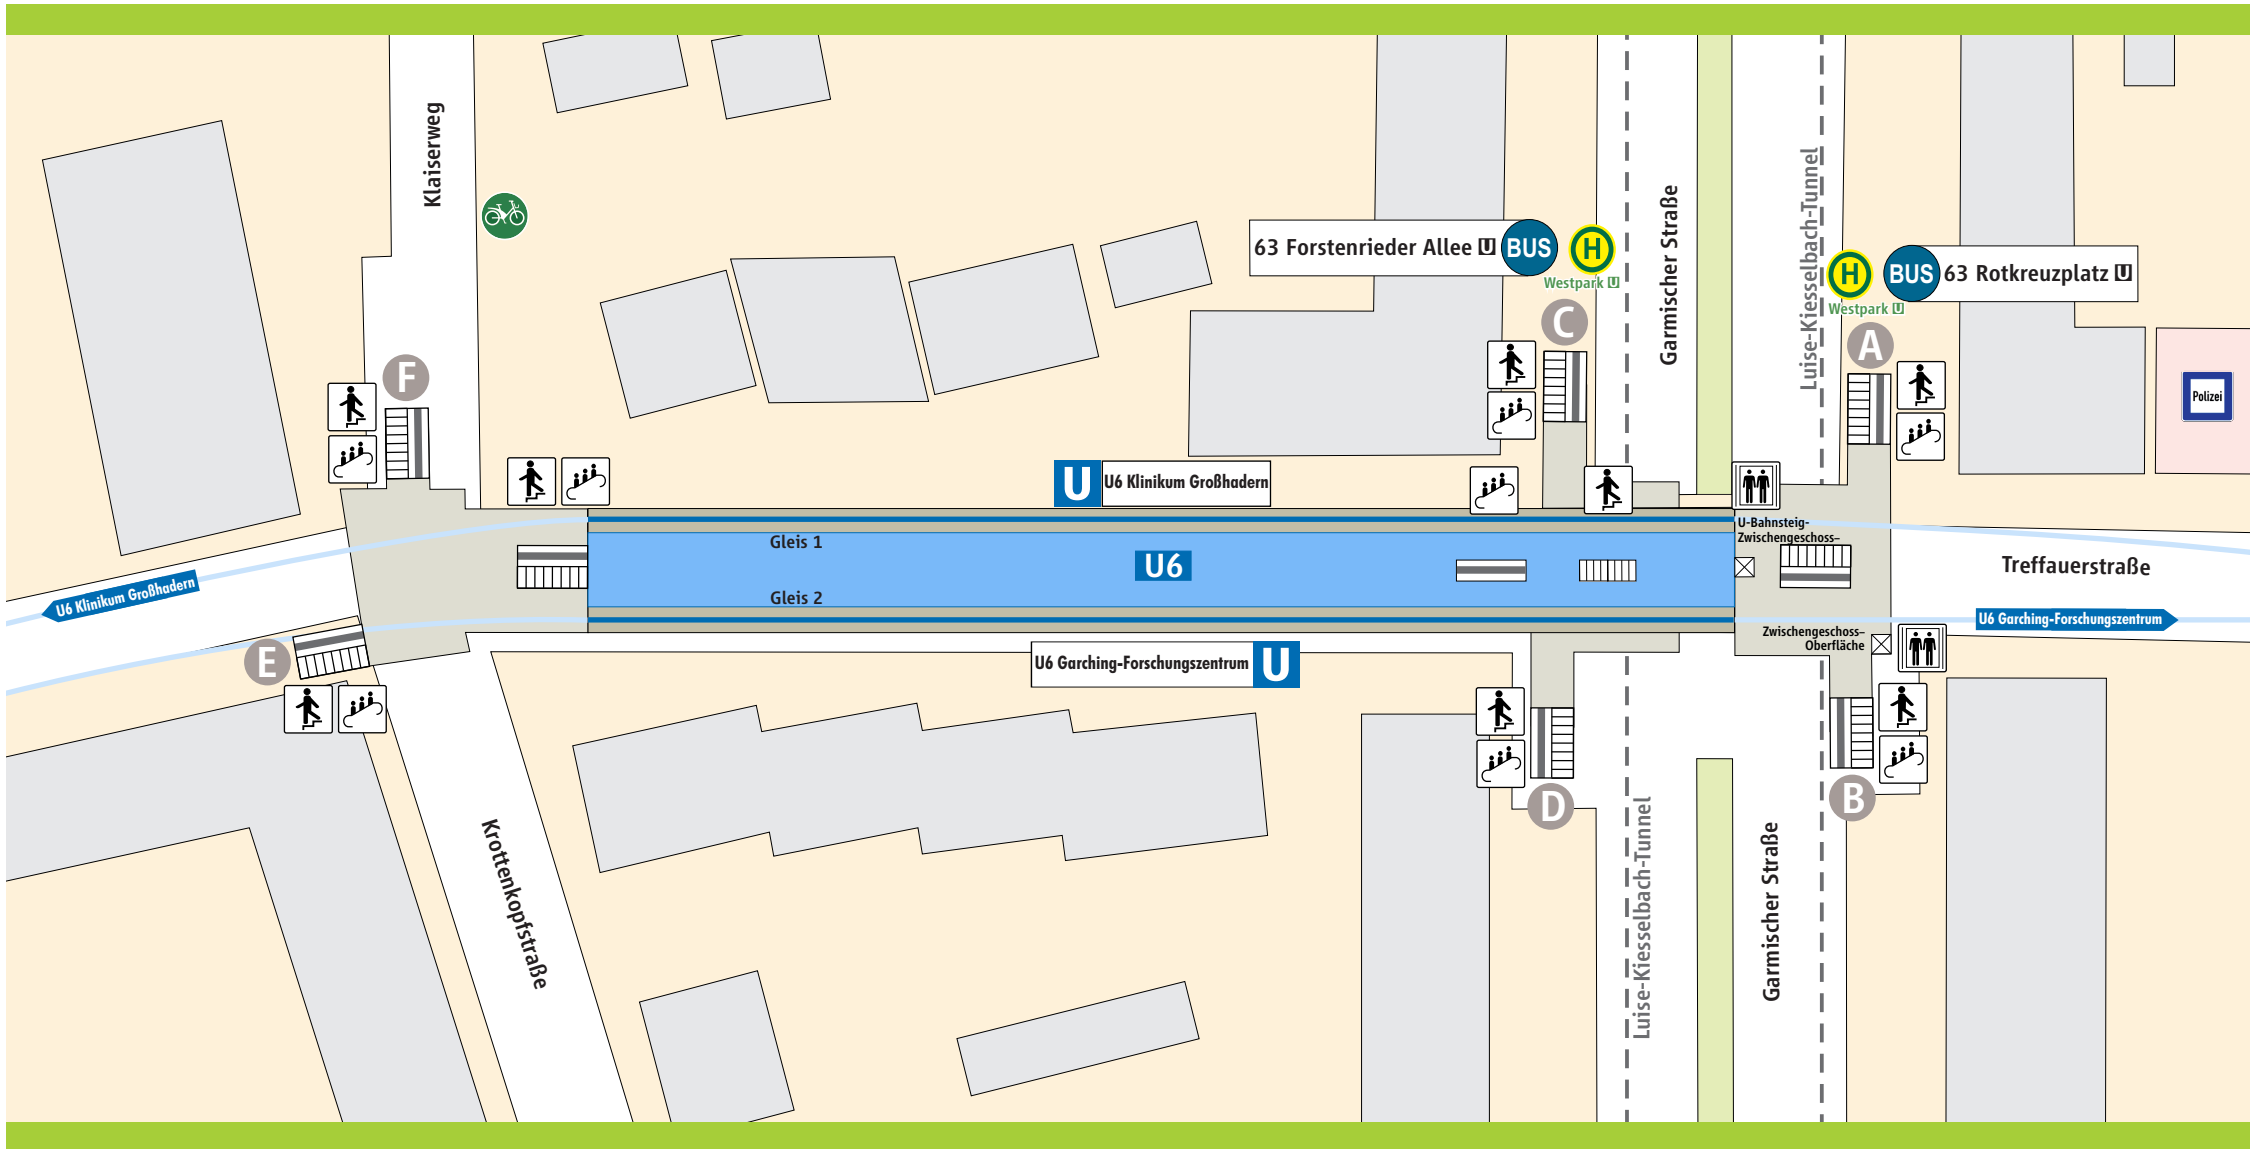 Klaiserweg
Garmischer Straße
Luise-Kiesselbach-Tunnel
63 Forstenrieder Allee U BUS
H
Westpark U
H
BUS 63 Rotkreuzplatz U
Westpark U
C
A
F
Polizei
U U6 Klinikum Großhadern
U-Bahnsteig-
Zwischengeschoss-
Gleis 1
U6
Treffauerstraße
U6 Klinikum Großhadern
Gleis 2
U6 Garching-Forschungszentrum
Zwischengeschoss-
Oberfläche
E
U6 Garching-Forschungszentrum U
D
B
Krottenkopfstraße
Luise-Kiesselbach-Tunnel
Garmischer Straße